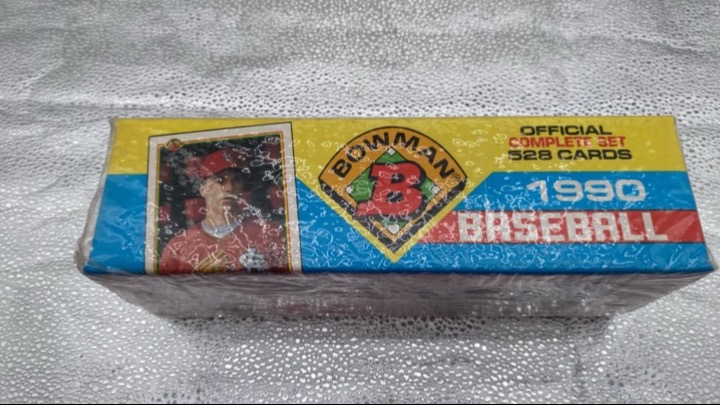 OFFICIAL
COMPLETE SET
528 CARDS
BOWMAN®
B
1990
BASEBALL